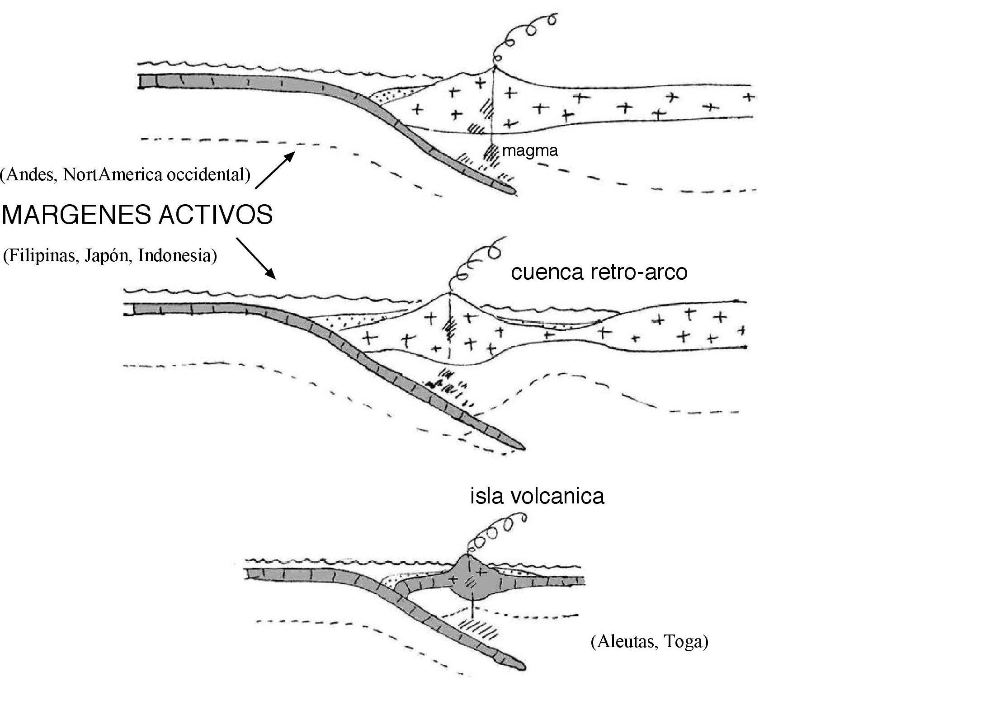 magma
(Andes, NortAmerica occidental)
MARGENES ACTIVOS
(Filipinas, Japón, Indonesia)
cuenca retro-arco
isla volcanica
(Aleutas, Toga)